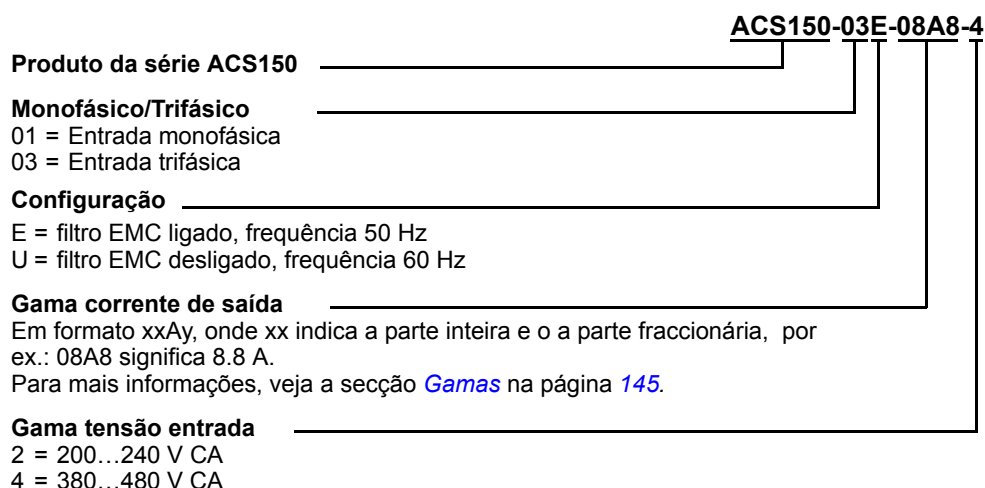 ACS150-03E-08A8-4
Produto da série ACS150
Monofásico/Trifásico
01 = Entrada monofásica
03 = Entrada trifásica
Configuração
E = filtro EMC ligado, frequência 50 Hz
U = filtro EMC desligado, frequência 60 Hz
Gama corrente de saída
Em formato xxAy, onde xx indica a parte inteira e o a parte fraccionária, por
ex.: 08A8 significa 8.8 A.
Para mais informações, veja a secção Gamas na página 145.
Gama tensão entrada
2 = 200…240 V CA
4 = 380…480 V CA